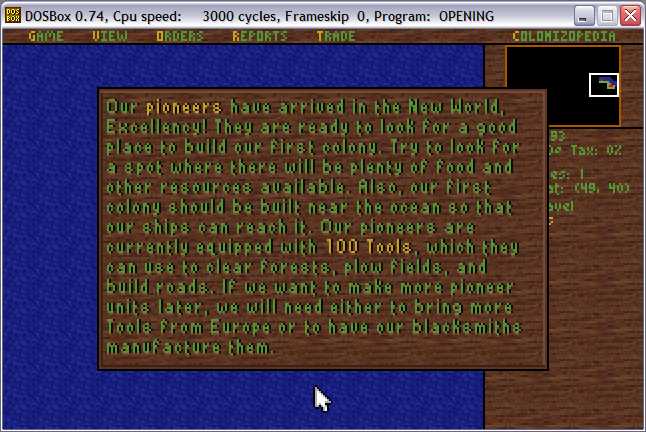 DOSBox 0.74, Cpu speed: 3000 cycles, Frameskip 0, Program: OPENING
GAME VIEW ORDERS REPORTS TRADE COLONIZOPEDIA
Our pioneers have arrived in the New World,
Excellency! They are ready to look for a good
place to build our first colony. Try to look for
a spot where there will be plenty of food and
other resources available. Also, our first
colony should be built near the ocean so that
our ships can reach it. Our pioneers are
currently equipped with 100 Tools, which they
can use to clear forests, plow fields, and
build roads. If we want to make more pioneer
units later, we will need either to bring more
Tools from Europe or to have our blacksmiths
manufacture them.
93
Tax: 0%
1
(49, 40)